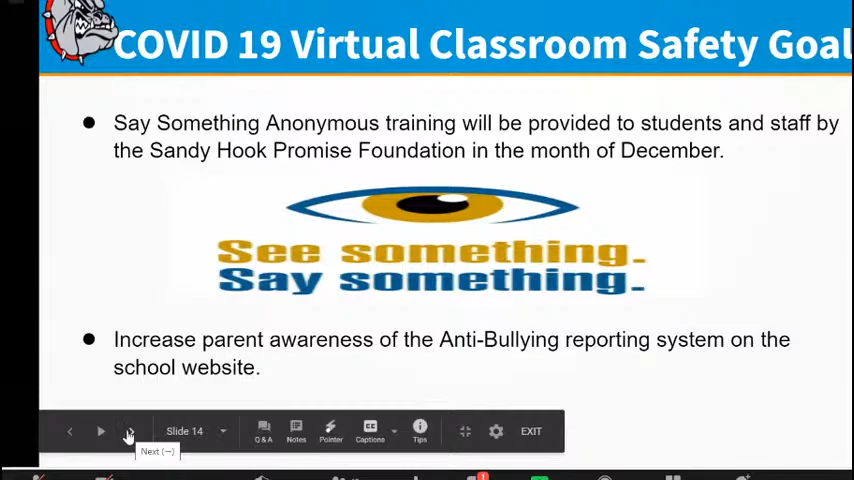 COVID 19 Virtual Classroom Safety Goal
● Say Something Anonymous training will be provided to students and staff by
the Sandy Hook Promise Foundation in the month of December.
See something.
Say something.
● Increase parent awareness of the Anti-Bullying reporting system on the
school website.
Slide 14
Q & A
Notes
Pointer
Captions
Tips
EXIT
Next (→)
1